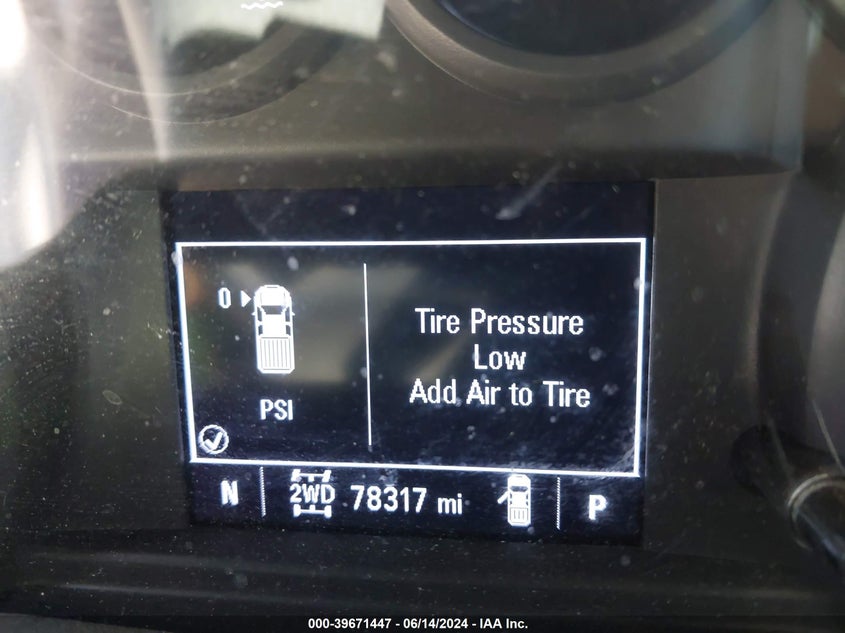 0
Tire Pressure
Low
Add Air to Tire
PSI
N 2WD 78317 mi P
000-39671447 - 06/14/2024 - IAA Inc.